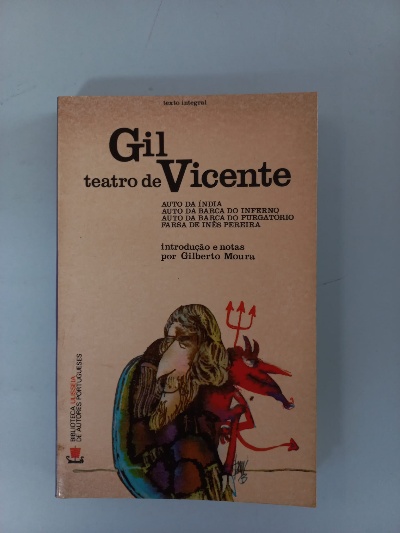 texto integral
Gil
teatro de Vicente
AUTO DA ÍNDIA
AUTO DA BARCA DO INFERNO
AUTO DA BARCA DO PURGATÓRIO
FARSA DE INÊS PEREIRA
introdução e notas
por Gilberto Moura
BIBLIOTECA ULISSEIA
DE AUTORES PORTUGUESES